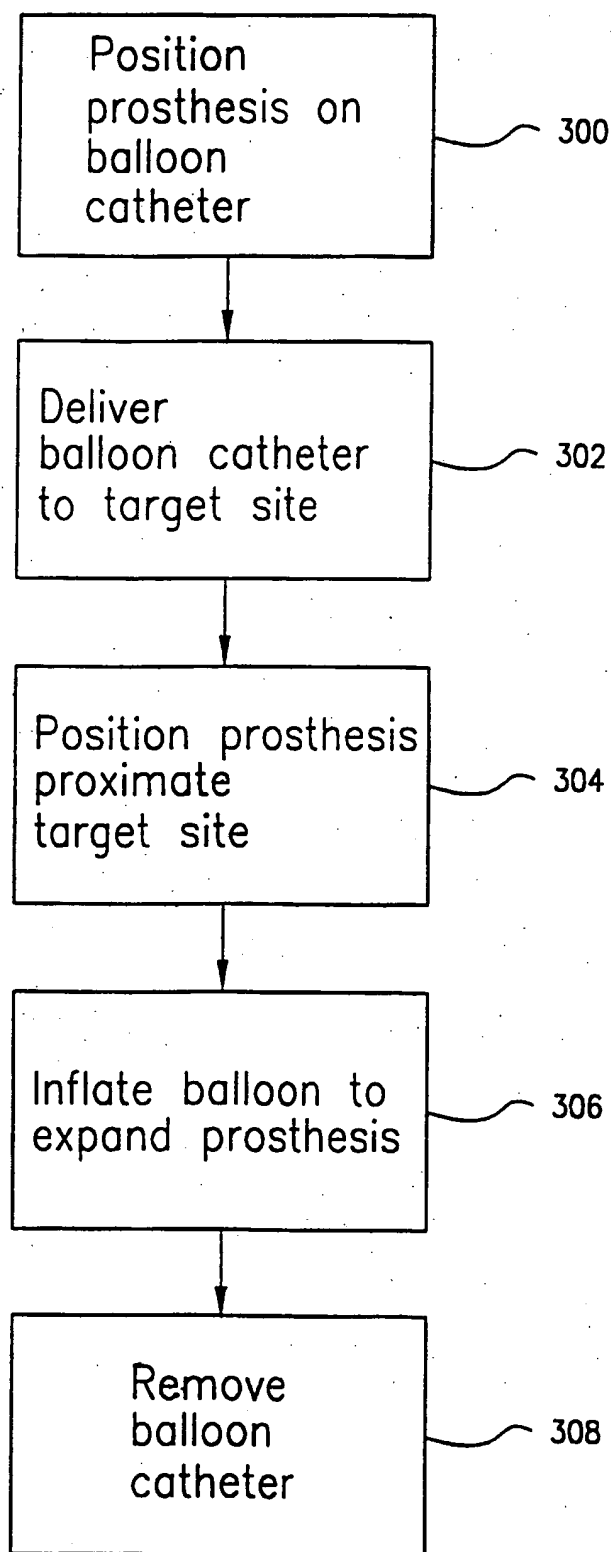 Position
prosthesis on
balloon
catheter
300
Deliver
balloon catheter
to target site
302
Position prosthesis
proximate
target site
304
Inflate balloon to
expand prosthesis
306
Remove
balloon
catheter
308